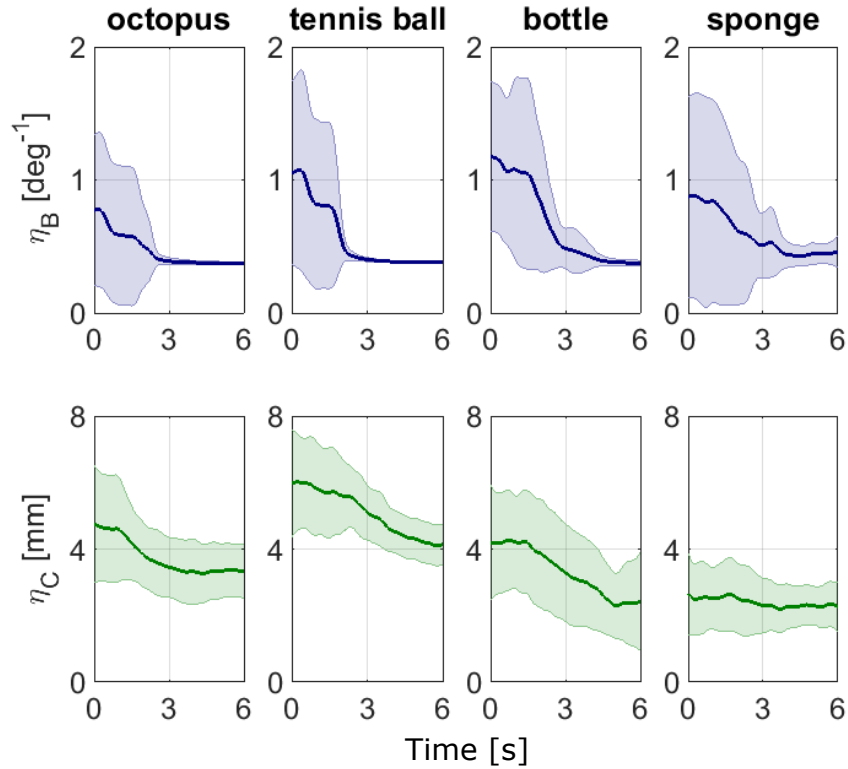 octopus tennis ball bottle sponge
η_B [deg⁻¹]
2
1
0
0 3 6 0 3 6 0 3 6 0 3 6
η_C [mm]
8
4
0
0 3 6 0 3 6 0 3 6 0 3 6
Time [s]